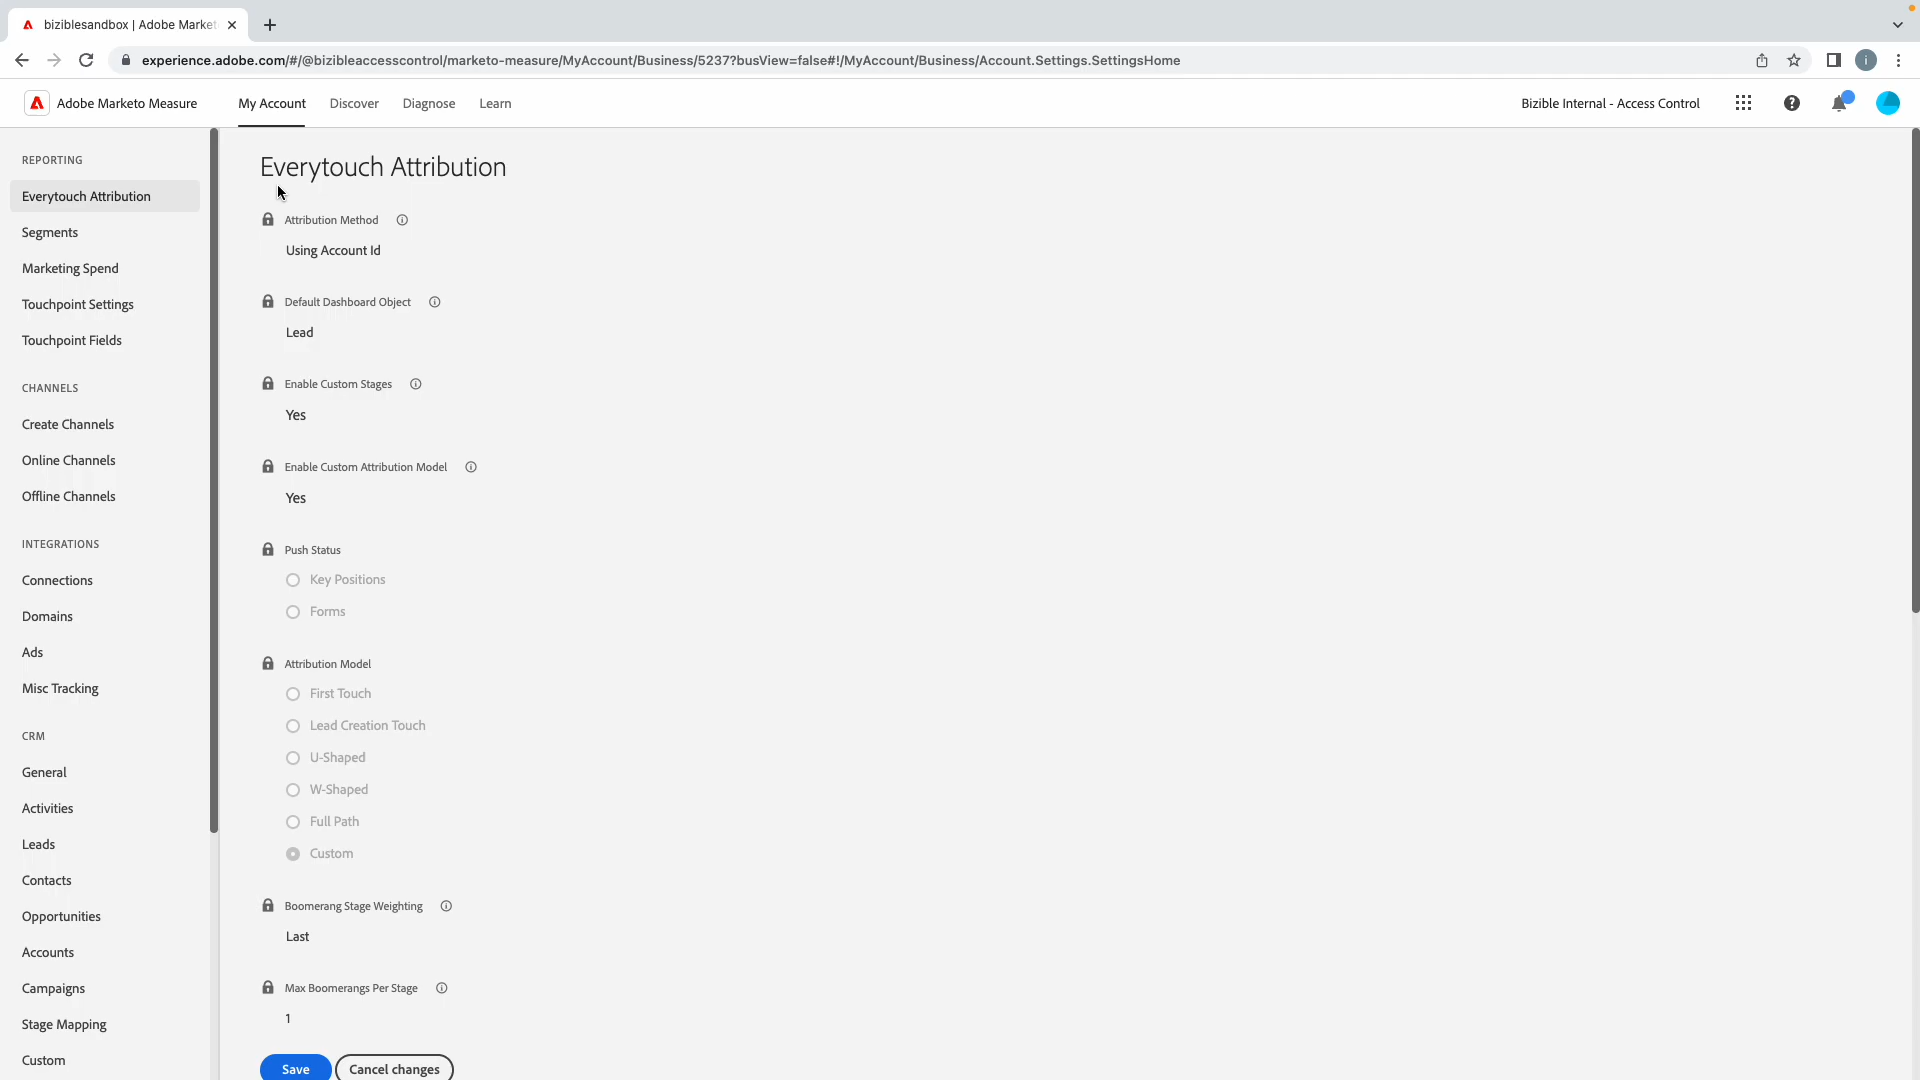 biziblesandbox | Adobe Market
experience.adobe.com/#/@bizibleaccesscontrol/marketo-measure/MyAccount/Business/5237?busView=false#!/MyAccount/Business/Account.Settings.SettingsHome
i
Adobe Marketo Measure
My Account
Discover
Diagnose
Learn
Bizible Internal - Access Control
REPORTING
Everytouch Attribution
Segments
Marketing Spend
Touchpoint Settings
Touchpoint Fields
CHANNELS
Create Channels
Online Channels
Offline Channels
INTEGRATIONS
Connections
Domains
Ads
Misc Tracking
CRM
General
Activities
Leads
Contacts
Opportunities
Accounts
Campaigns
Stage Mapping
Custom
Everytouch Attribution
Attribution Method
Using Account Id
Default Dashboard Object
Lead
Enable Custom Stages
Yes
Enable Custom Attribution Model
Yes
Push Status
Key Positions
Forms
Attribution Model
First Touch
Lead Creation Touch
U-Shaped
W-Shaped
Full Path
Custom
Boomerang Stage Weighting
Last
Max Boomerangs Per Stage
1
Save
Cancel changes